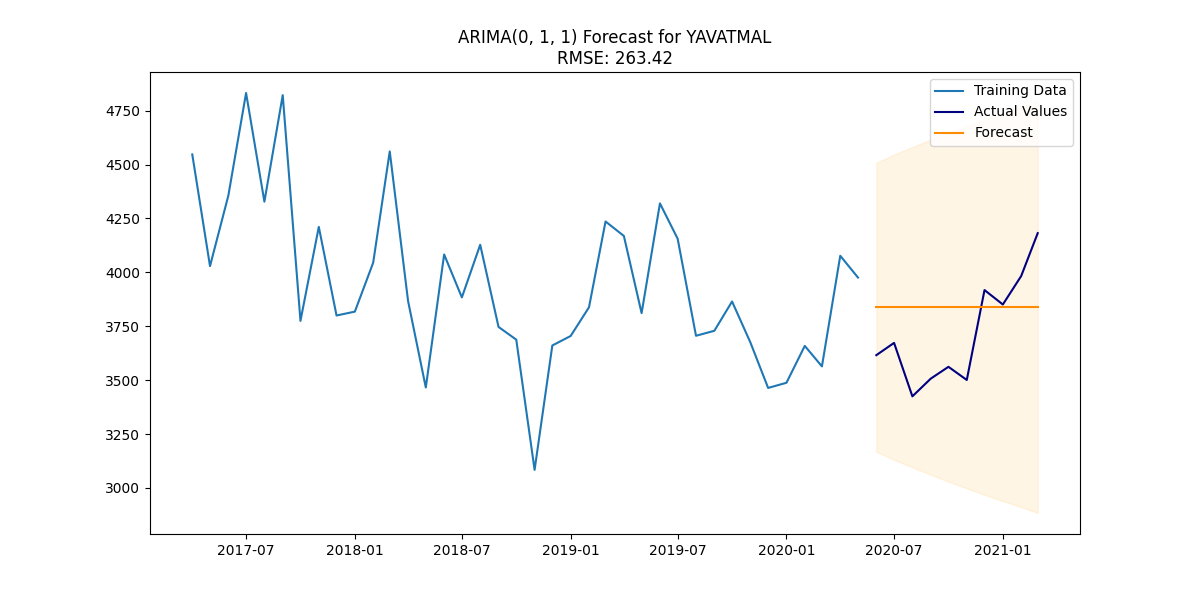 ARIMA(0, 1, 1) Forecast for YAVATMAL
RMSE: 263.42
Training Data
Actual Values
Forecast
4750
4500
4250
4000
3750
3500
3250
3000
2017-07 2018-01 2018-07 2019-01 2019-07 2020-01 2020-07 2021-01